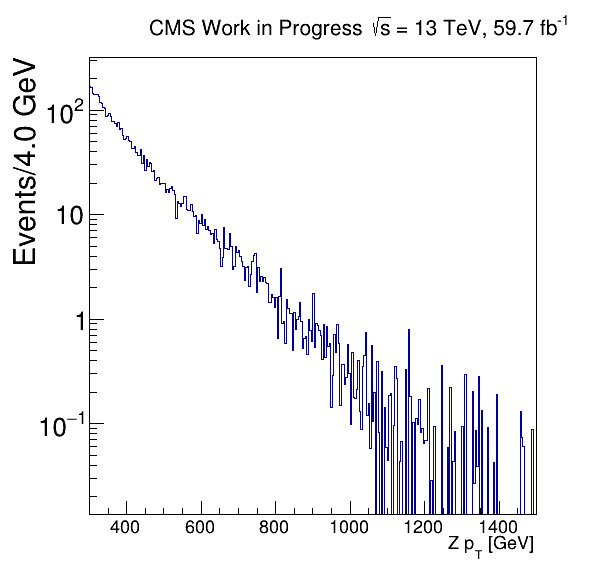 CMS Work in Progress √s = 13 TeV, 59.7 fb⁻¹
Events/4.0 GeV
10²
10
1
10⁻¹
400 600 800 1000 1200 1400
Z p_T [GeV]